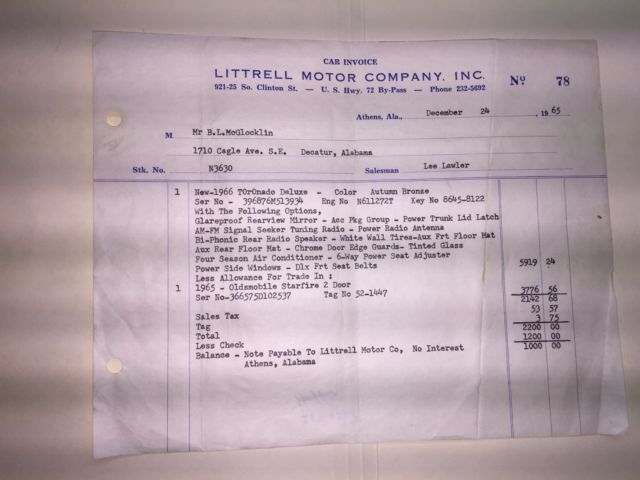 CAR INVOICE
LITTRELL MOTOR COMPANY, INC.
921-25 So. Clinton St. — U. S. Hwy. 72 By-Pass — Phone 232-5692
Nº 78
Athens, Ala., December 24, 1965
M Mr B.L.McGlocklin
1710 Cagle Ave. S.E. Decatur, Alabama
Stk. No. N3630 Salesman Lee Lawler
1 New-1966 TOrOnado Deluxe - Color Autumn Bronze
Ser No - 396876M513934 Eng No N611272T Key No 8645-8122
With The Following Options,
Glareproof Rearview Mirror - Acc Pkg Group - Power Trunk Lid Latch
AM-FM Signal Seeker Tuning Radio - Power Radio Antenna
Bi-Phonic Rear Radio Speaker - White Wall Tires-Aux Frt Floor Mat
Aux Rear Floor Mat - Chrome Door Edge Guards- Tinted Glass
Four Season Air Conditioner - 6-Way Power Seat Adjuster
Power Side Windows - Dlx Frt Seat Belts 5919 24
Less Allowance For Trade In :
1 1965 - Oldsmobile Starfire 2 Door 3776 56
Ser No-366575D102537 Tag No 52-1447 2142 68
Sales Tax 53 57
Tag 3 75
Total 2200 00
Less Check 1200 00
Balance - Note Payable To Littrell Motor Co, No Interest 1000 00
Athens, Alabama